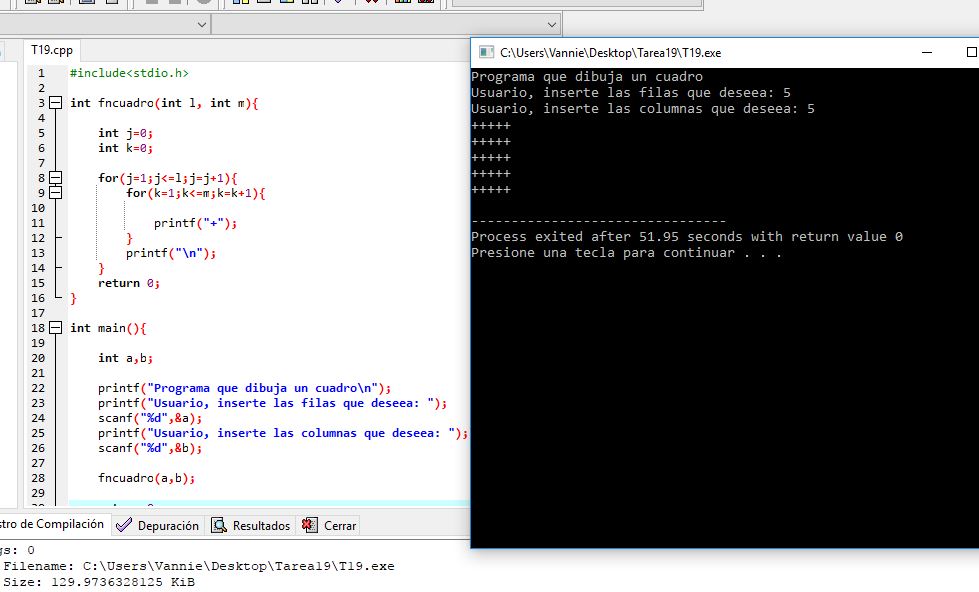 T19.cpp
1 #include<stdio.h>
2
3 int fncuadro(int l, int m){
4
5 int j=0;
6 int k=0;
7
8 for(j=1;j<=l;j=j+1){
9 for(k=1;k<=m;k=k+1){
10
11 printf("+");
12 }
13 printf("\n");
14 }
15 return 0;
16 }
17
18 int main(){
19
20 int a,b;
21
22 printf("Programa que dibuja un cuadro\n");
23 printf("Usuario, inserte las filas que deseea: ");
24 scanf("%d",&a);
25 printf("Usuario, inserte las columnas que deseea: ");
26 scanf("%d",&b);
27
28 fncuadro(a,b);
29
C:\Users\Vannie\Desktop\Tarea19\T19.exe
Programa que dibuja un cuadro
Usuario, inserte las filas que deseea: 5
Usuario, inserte las columnas que deseea: 5
+++++
+++++
+++++
+++++
+++++
--------------------------------
Process exited after 51.95 seconds with return value 0
Presione una tecla para continuar . . .
stro de Compilación Depuración Resultados Cerrar
gs: 0
Filename: C:\Users\Vannie\Desktop\Tarea19\T19.exe
Size: 129.9736328125 KiB